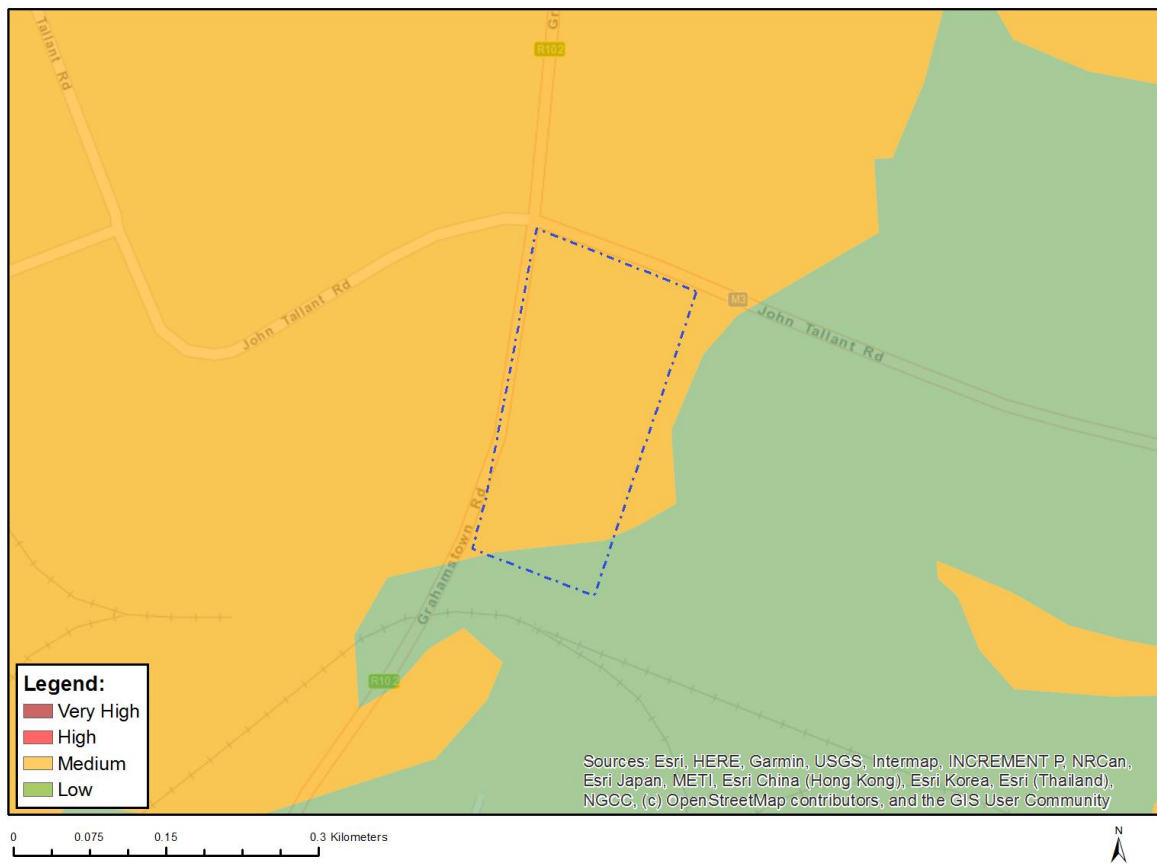 Tallant Rd
Gr
R102
John Tallant Rd
M3
John Tallant Rd
Grahamstown Rd
R102
Legend:
Very High
High
Medium
Low
Sources: Esri, HERE, Garmin, USGS, Intermap, INCREMENT P, NRCan,
Esri Japan, METI, Esri China (Hong Kong), Esri Korea, Esri (Thailand),
NGCC, (c) OpenStreetMap contributors, and the GIS User Community
0 0.075 0.15 0.3 Kilometers
N